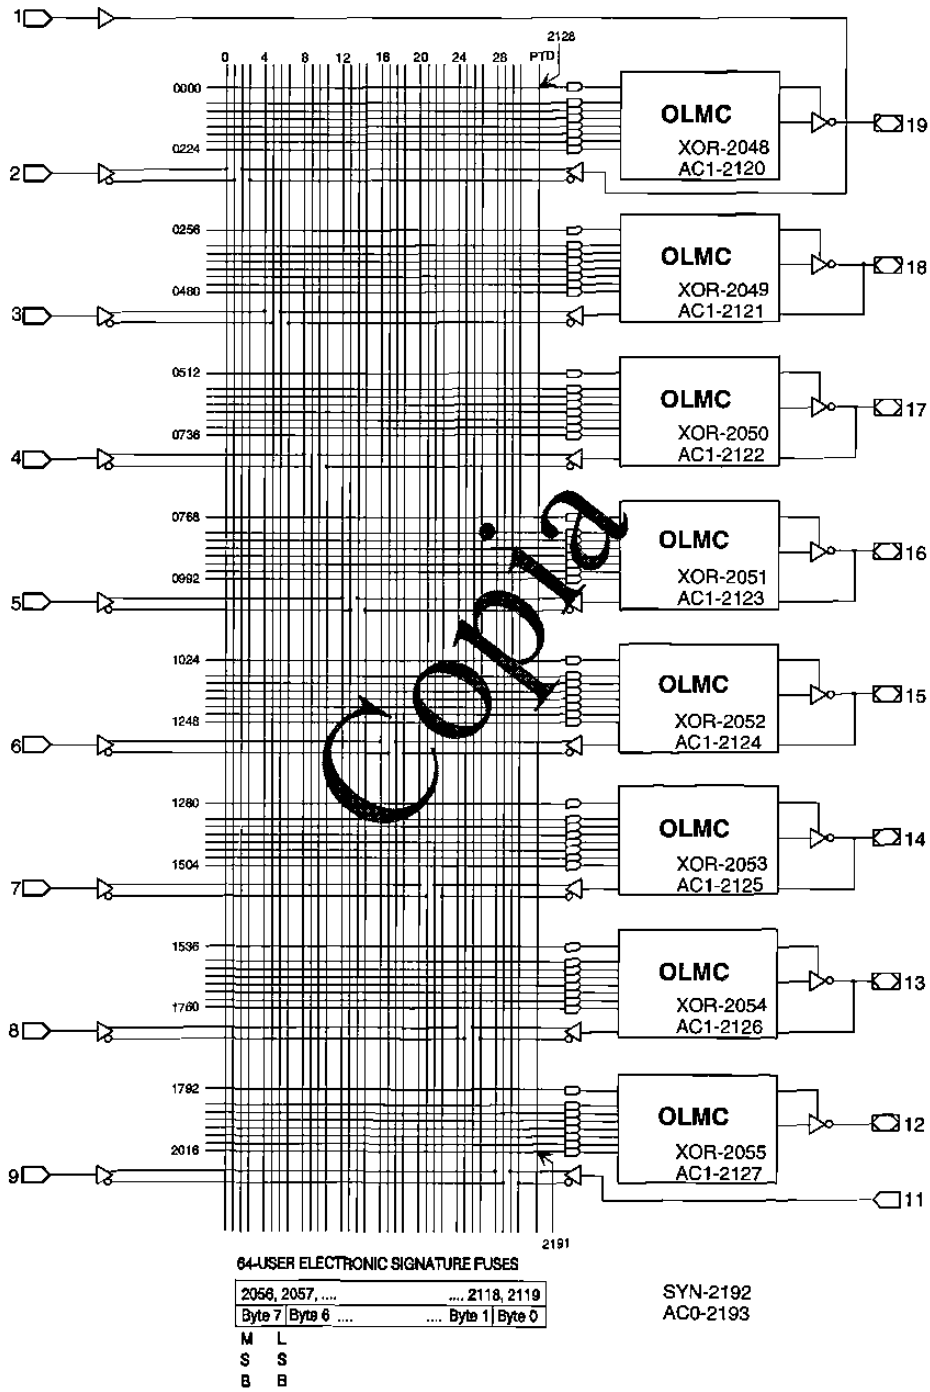 1
2128
0 4 8 12 16 20 24 28 PTD
0000
OLMC
19
XOR-2048
0224
AC1-2120
2
0256
OLMC
18
0480
XOR-2049
AC1-2121
3
0512
OLMC
17
XOR-2050
0736
AC1-2122
4
0768
OLMC
16
0992
XOR-2051
AC1-2123
5
Copia
1024
OLMC
15
1248
XOR-2052
AC1-2124
6
1280
OLMC
14
1504
XOR-2053
AC1-2125
7
1536
OLMC
13
1760
XOR-2054
AC1-2126
8
1792
OLMC
12
2016
XOR-2055
AC1-2127
9
11
2191
64-USER ELECTRONIC SIGNATURE FUSES
2056, 2057, .... .... 2118, 2119
Byte 7 Byte 6 .... .... Byte 1 Byte 0
M L
S S
B B
SYN-2192
AC0-2193